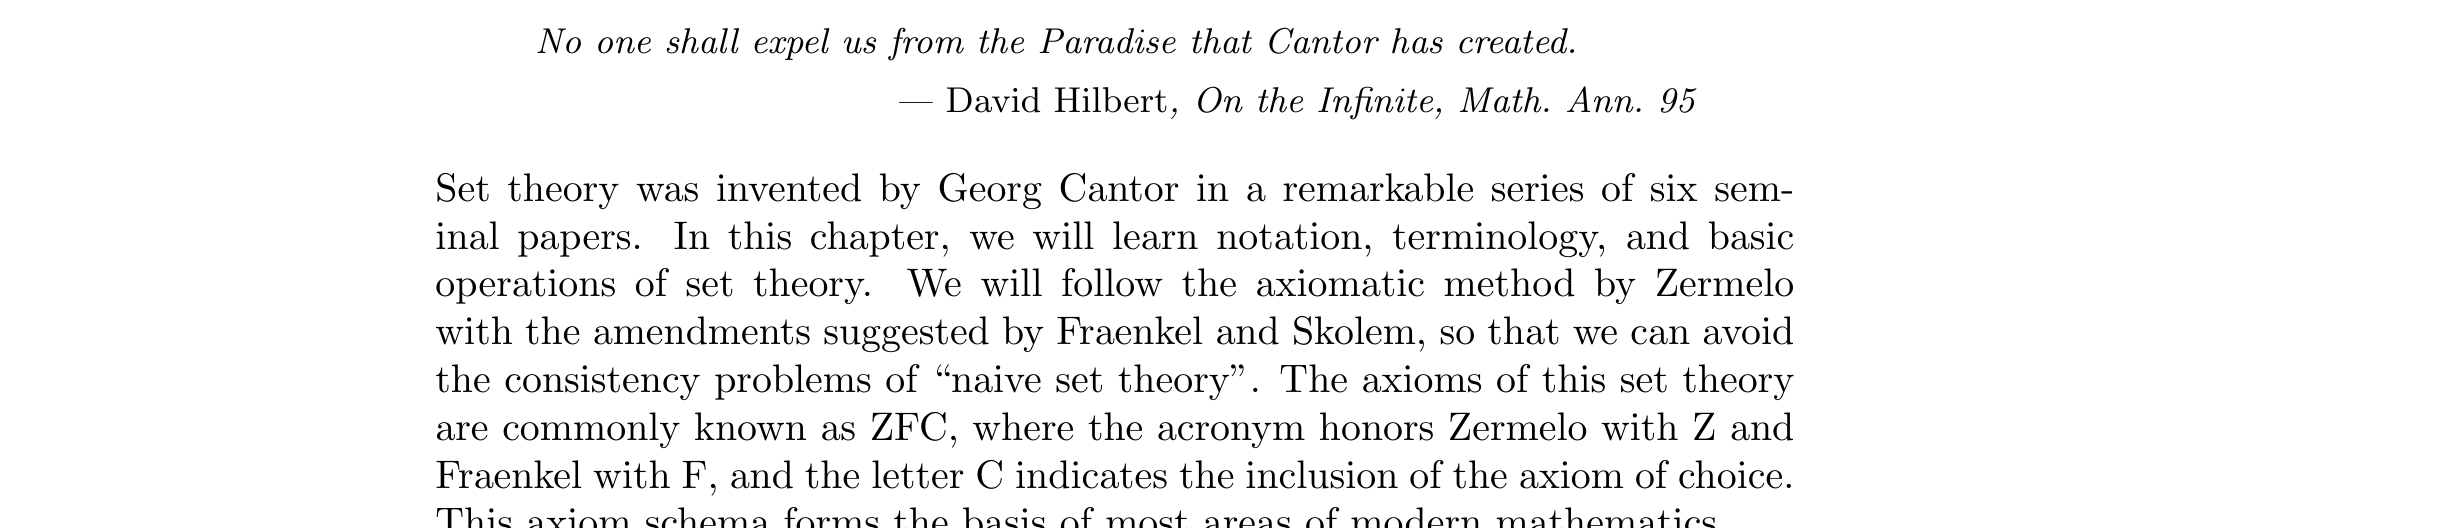 No one shall expel us from the Paradise that Cantor has created.
— David Hilbert, On the Infinite, Math. Ann. 95
Set theory was invented by Georg Cantor in a remarkable series of six sem-
inal papers. In this chapter, we will learn notation, terminology, and basic
operations of set theory. We will follow the axiomatic method by Zermelo
with the amendments suggested by Fraenkel and Skolem, so that we can avoid
the consistency problems of “naive set theory”. The axioms of this set theory
are commonly known as ZFC, where the acronym honors Zermelo with Z and
Fraenkel with F, and the letter C indicates the inclusion of the axiom of choice.
This axiom schema forms the basis of most areas of modern mathematics.